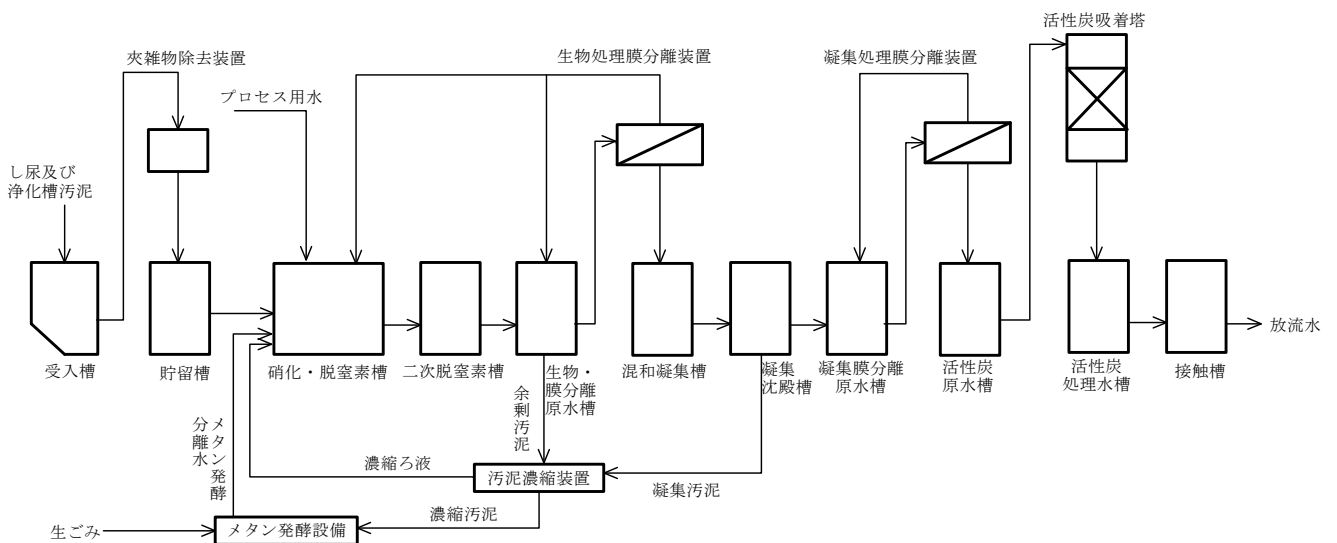 活性炭吸着塔
夾雑物除去装置
生物処理膜分離装置
凝集処理膜分離装置
プロセス用水
し尿及び
浄化槽汚泥
放流水
受入槽
貯留槽
硝化・脱窒素槽
二次脱窒素槽
生物・
膜分離
原水槽
混和凝集槽
凝集
沈殿槽
凝集膜分離
原水槽
活性炭
原水槽
活性炭
処理水槽
接触槽
余剰汚泥
メタン発酵
分離水
濃縮ろ液
汚泥濃縮装置
凝集汚泥
濃縮汚泥
生ごみ
メタン発酵設備